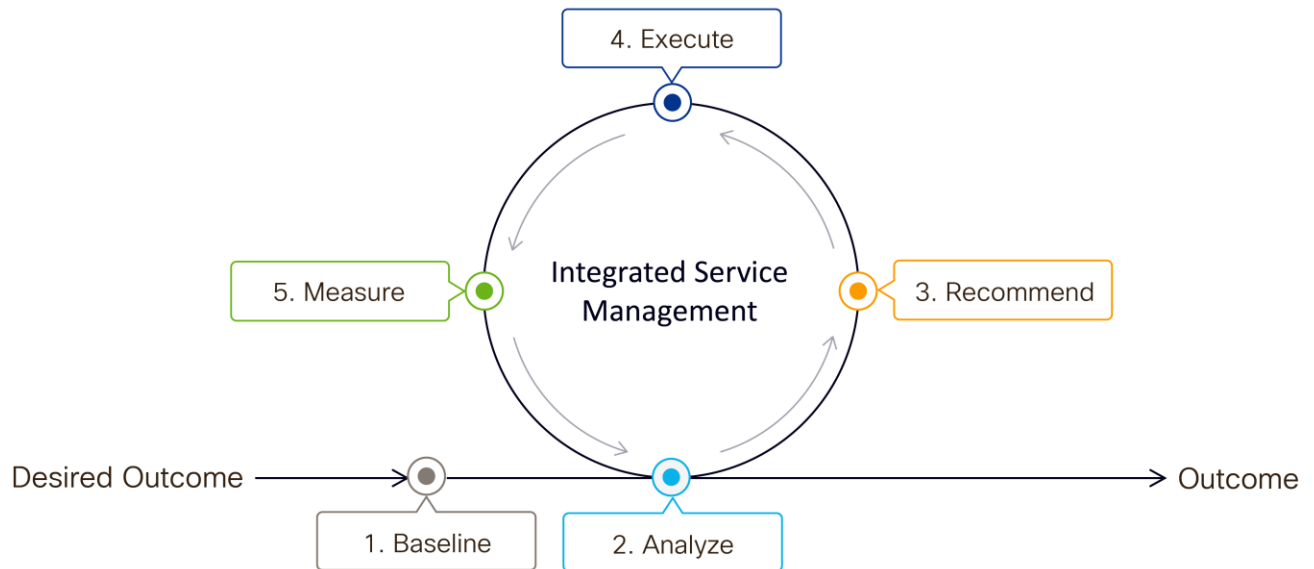 4. Execute
Integrated Service
Management
5. Measure
3. Recommend
Desired Outcome
Outcome
1. Baseline
2. Analyze